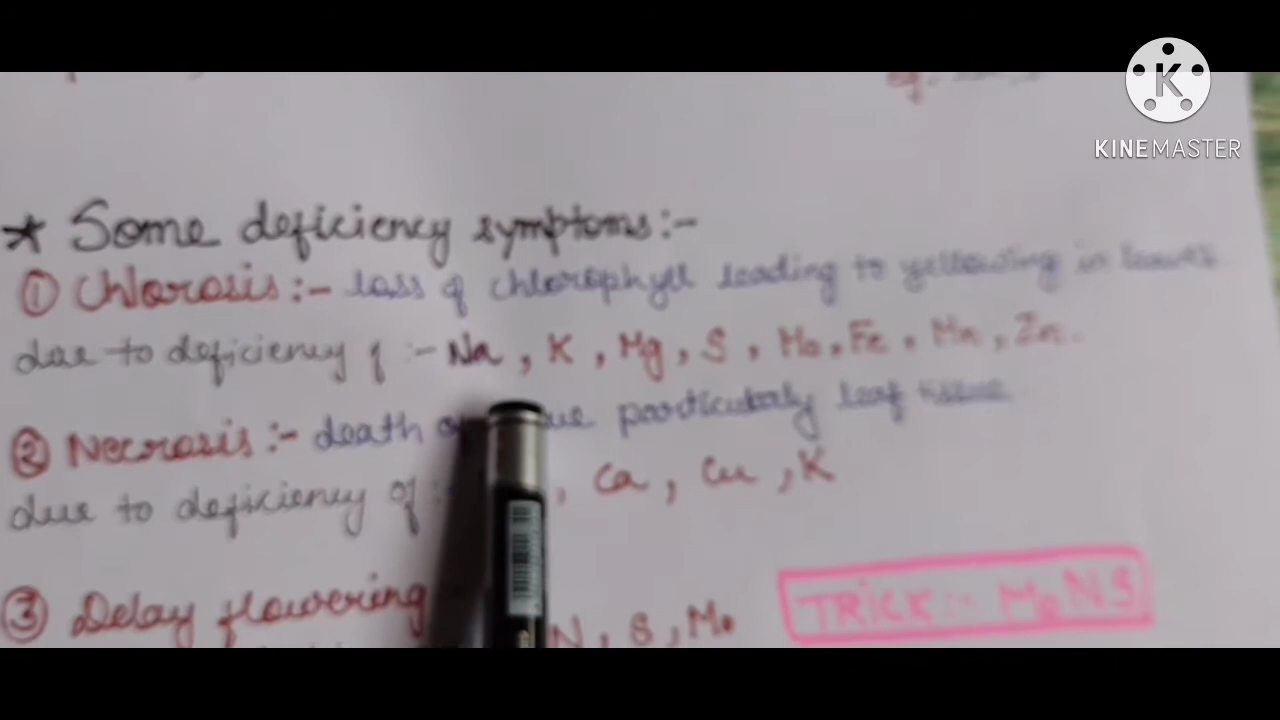 KINEMASTER
* Some deficiency symptoms:-
① Chlorosis:- loss of chlorophyll leading to yellowing in leaves
due to deficiency of :- Na, K, Mg, S, Mo, Fe, Mn, Zn.
② Necrosis:- death particularly leaf tissue
due to deficiency of , Ca, Cu, K
③ Delay flowering N, S, Mo
TRICK:- MoNS